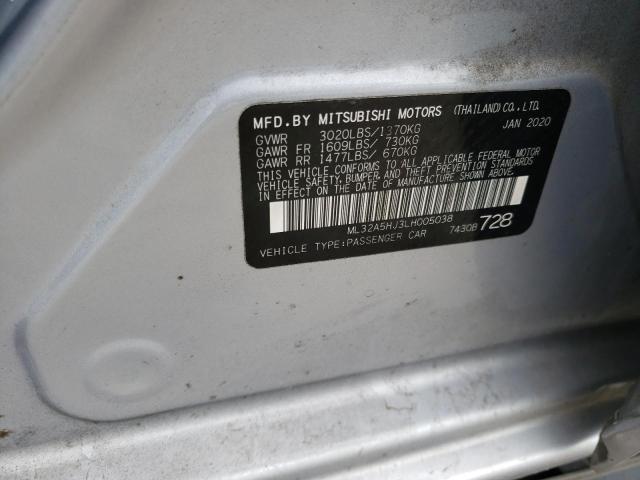 MFD.BY MITSUBISHI MOTORS (THAILAND) CO., LTD.
JAN 2020
GVWR 3020LBS/1370KG
GAWR FR 1609LBS/ 730KG
GAWR RR 1477LBS/ 670KG
THIS VEHICLE CONFORMS TO ALL APPLICABLE FEDERAL MOTOR
VEHICLE SAFETY, BUMPER, AND THEFT PREVENTION STANDARDS
IN EFFECT ON THE DATE OF MANUFACTURE SHOWN ABOVE.
ML32A5HJ3LH005038
VEHICLE TYPE:PASSENGER CAR 7430B 728